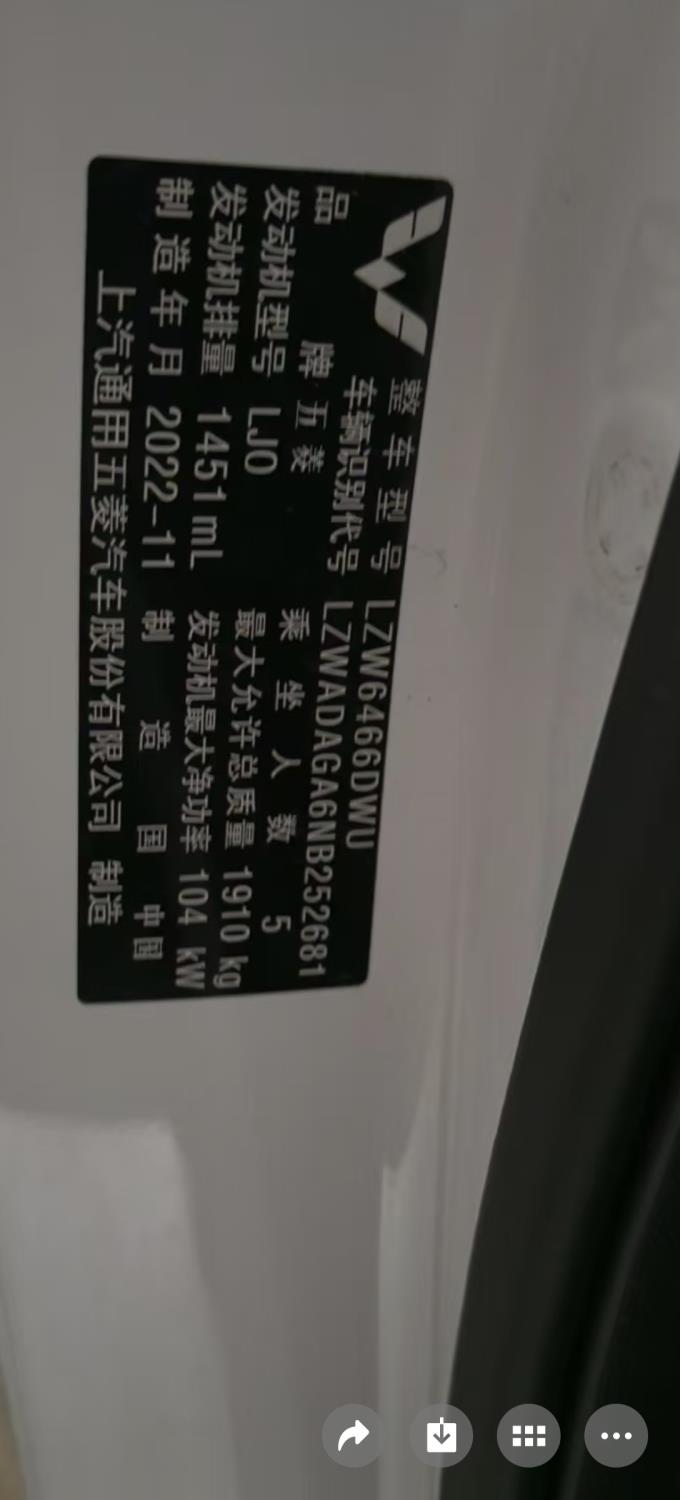 整车型号 LZW6466DWU
车辆识别代号 LZWADAGA6NB252681
品牌 五菱 乘坐人数 5
发动机型号 LJO 最大允许总质量 1910 kg
发动机排量 1451 mL 发动机最大净功率 104 kW
制造年月 2022-11 制造国 中国
上汽通用五菱汽车股份有限公司 制造